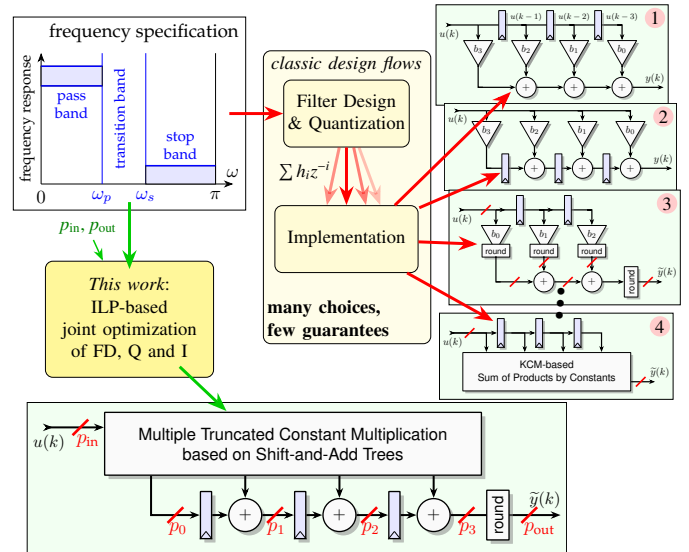 frequency specification
frequency response
pass band
transition band
stop band
ω
0
ω_p
ω_s
π
p_in, p_out
This work:
ILP-based
joint optimization
of FD, Q and I
classic design flows
Filter Design
& Quantization
∑ h_i z^{-i}
Implementation
many choices,
few guarantees
1
u(k) u(k−1) u(k−2) u(k−3)
b_3 b_2 b_1 b_0
+ + +
y(k)
2
u(k)
b_3 b_2 b_1 b_0
+ + +
y(k)
3
u(k)
b_0 b_1 b_2
round round round
+ + round ỹ(k)
4
u(k)
KCM-based
Sum of Products by Constants
ỹ(k)
u(k) p_in
Multiple Truncated Constant Multiplication
based on Shift-and-Add Trees
p_0 + p_1 + p_2 + p_3 round ỹ(k) p_out